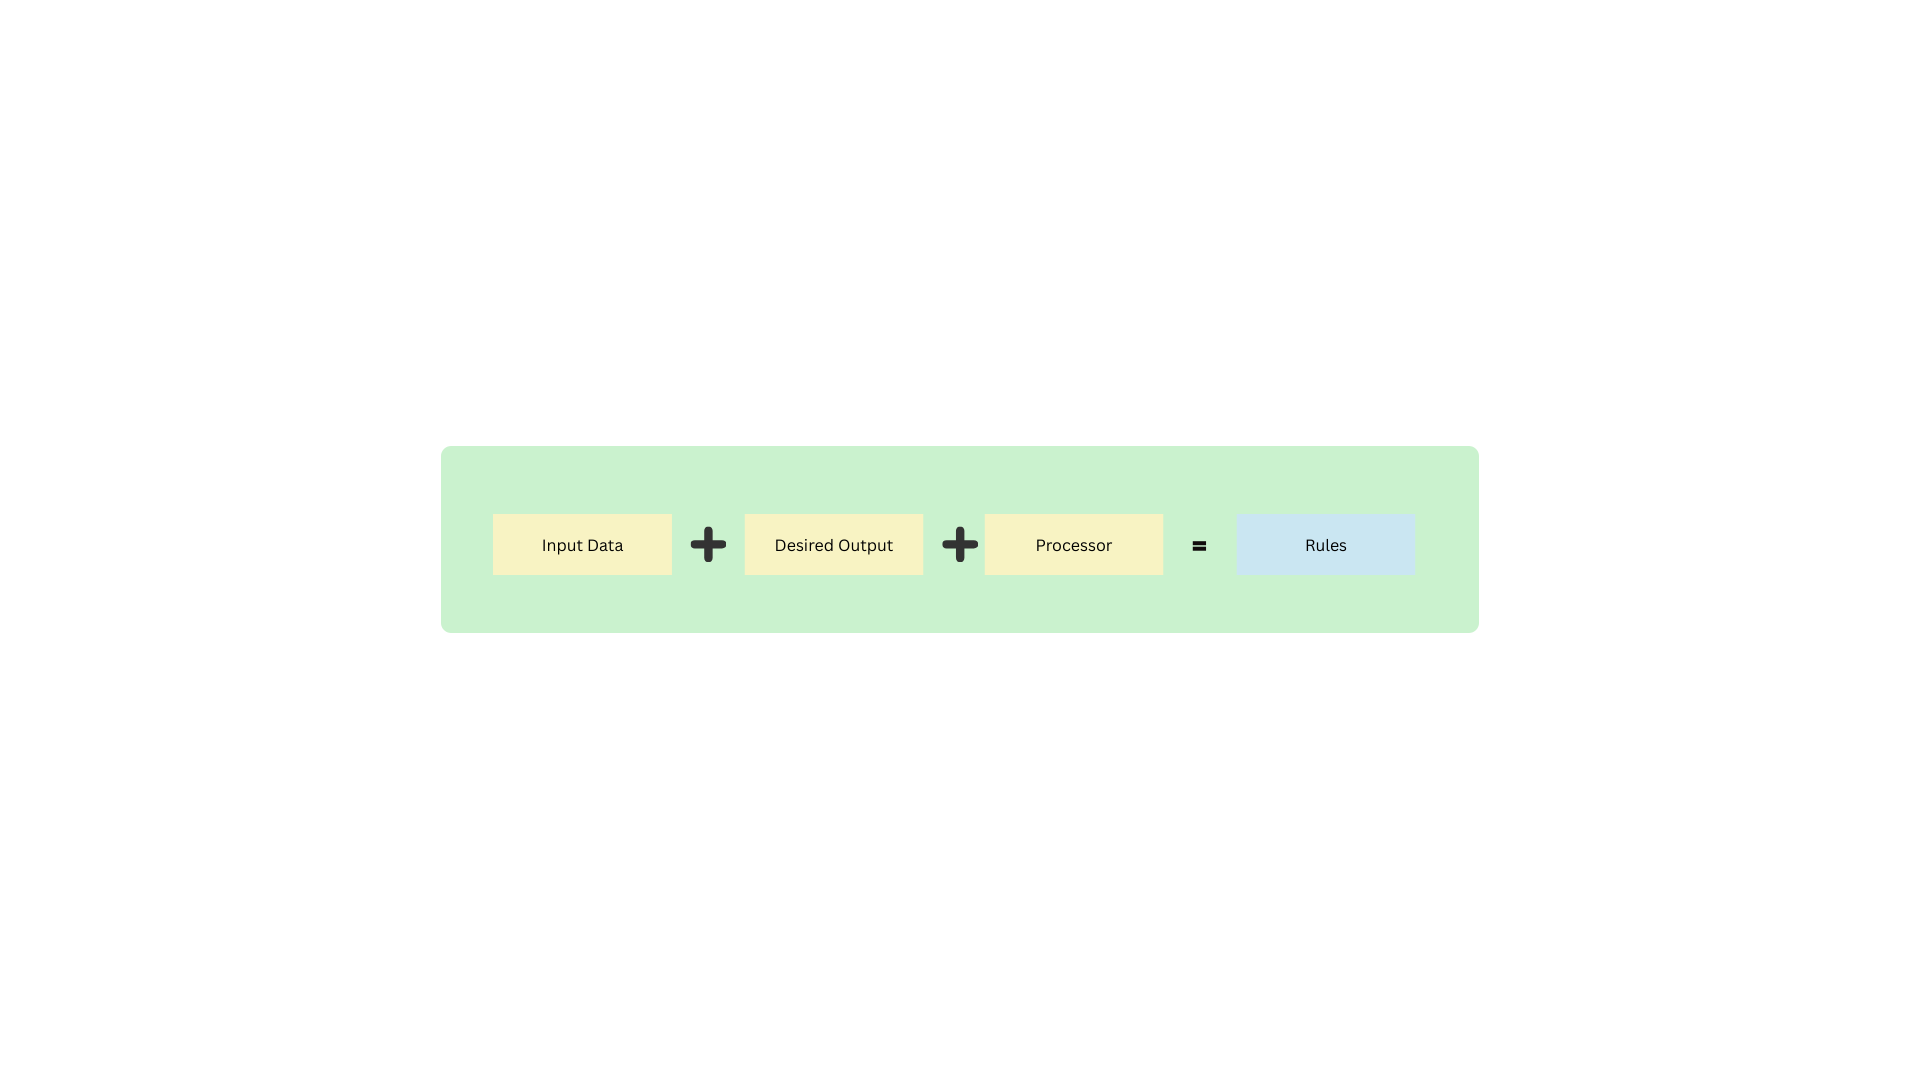 Input Data + Desired Output + Processor = Rules